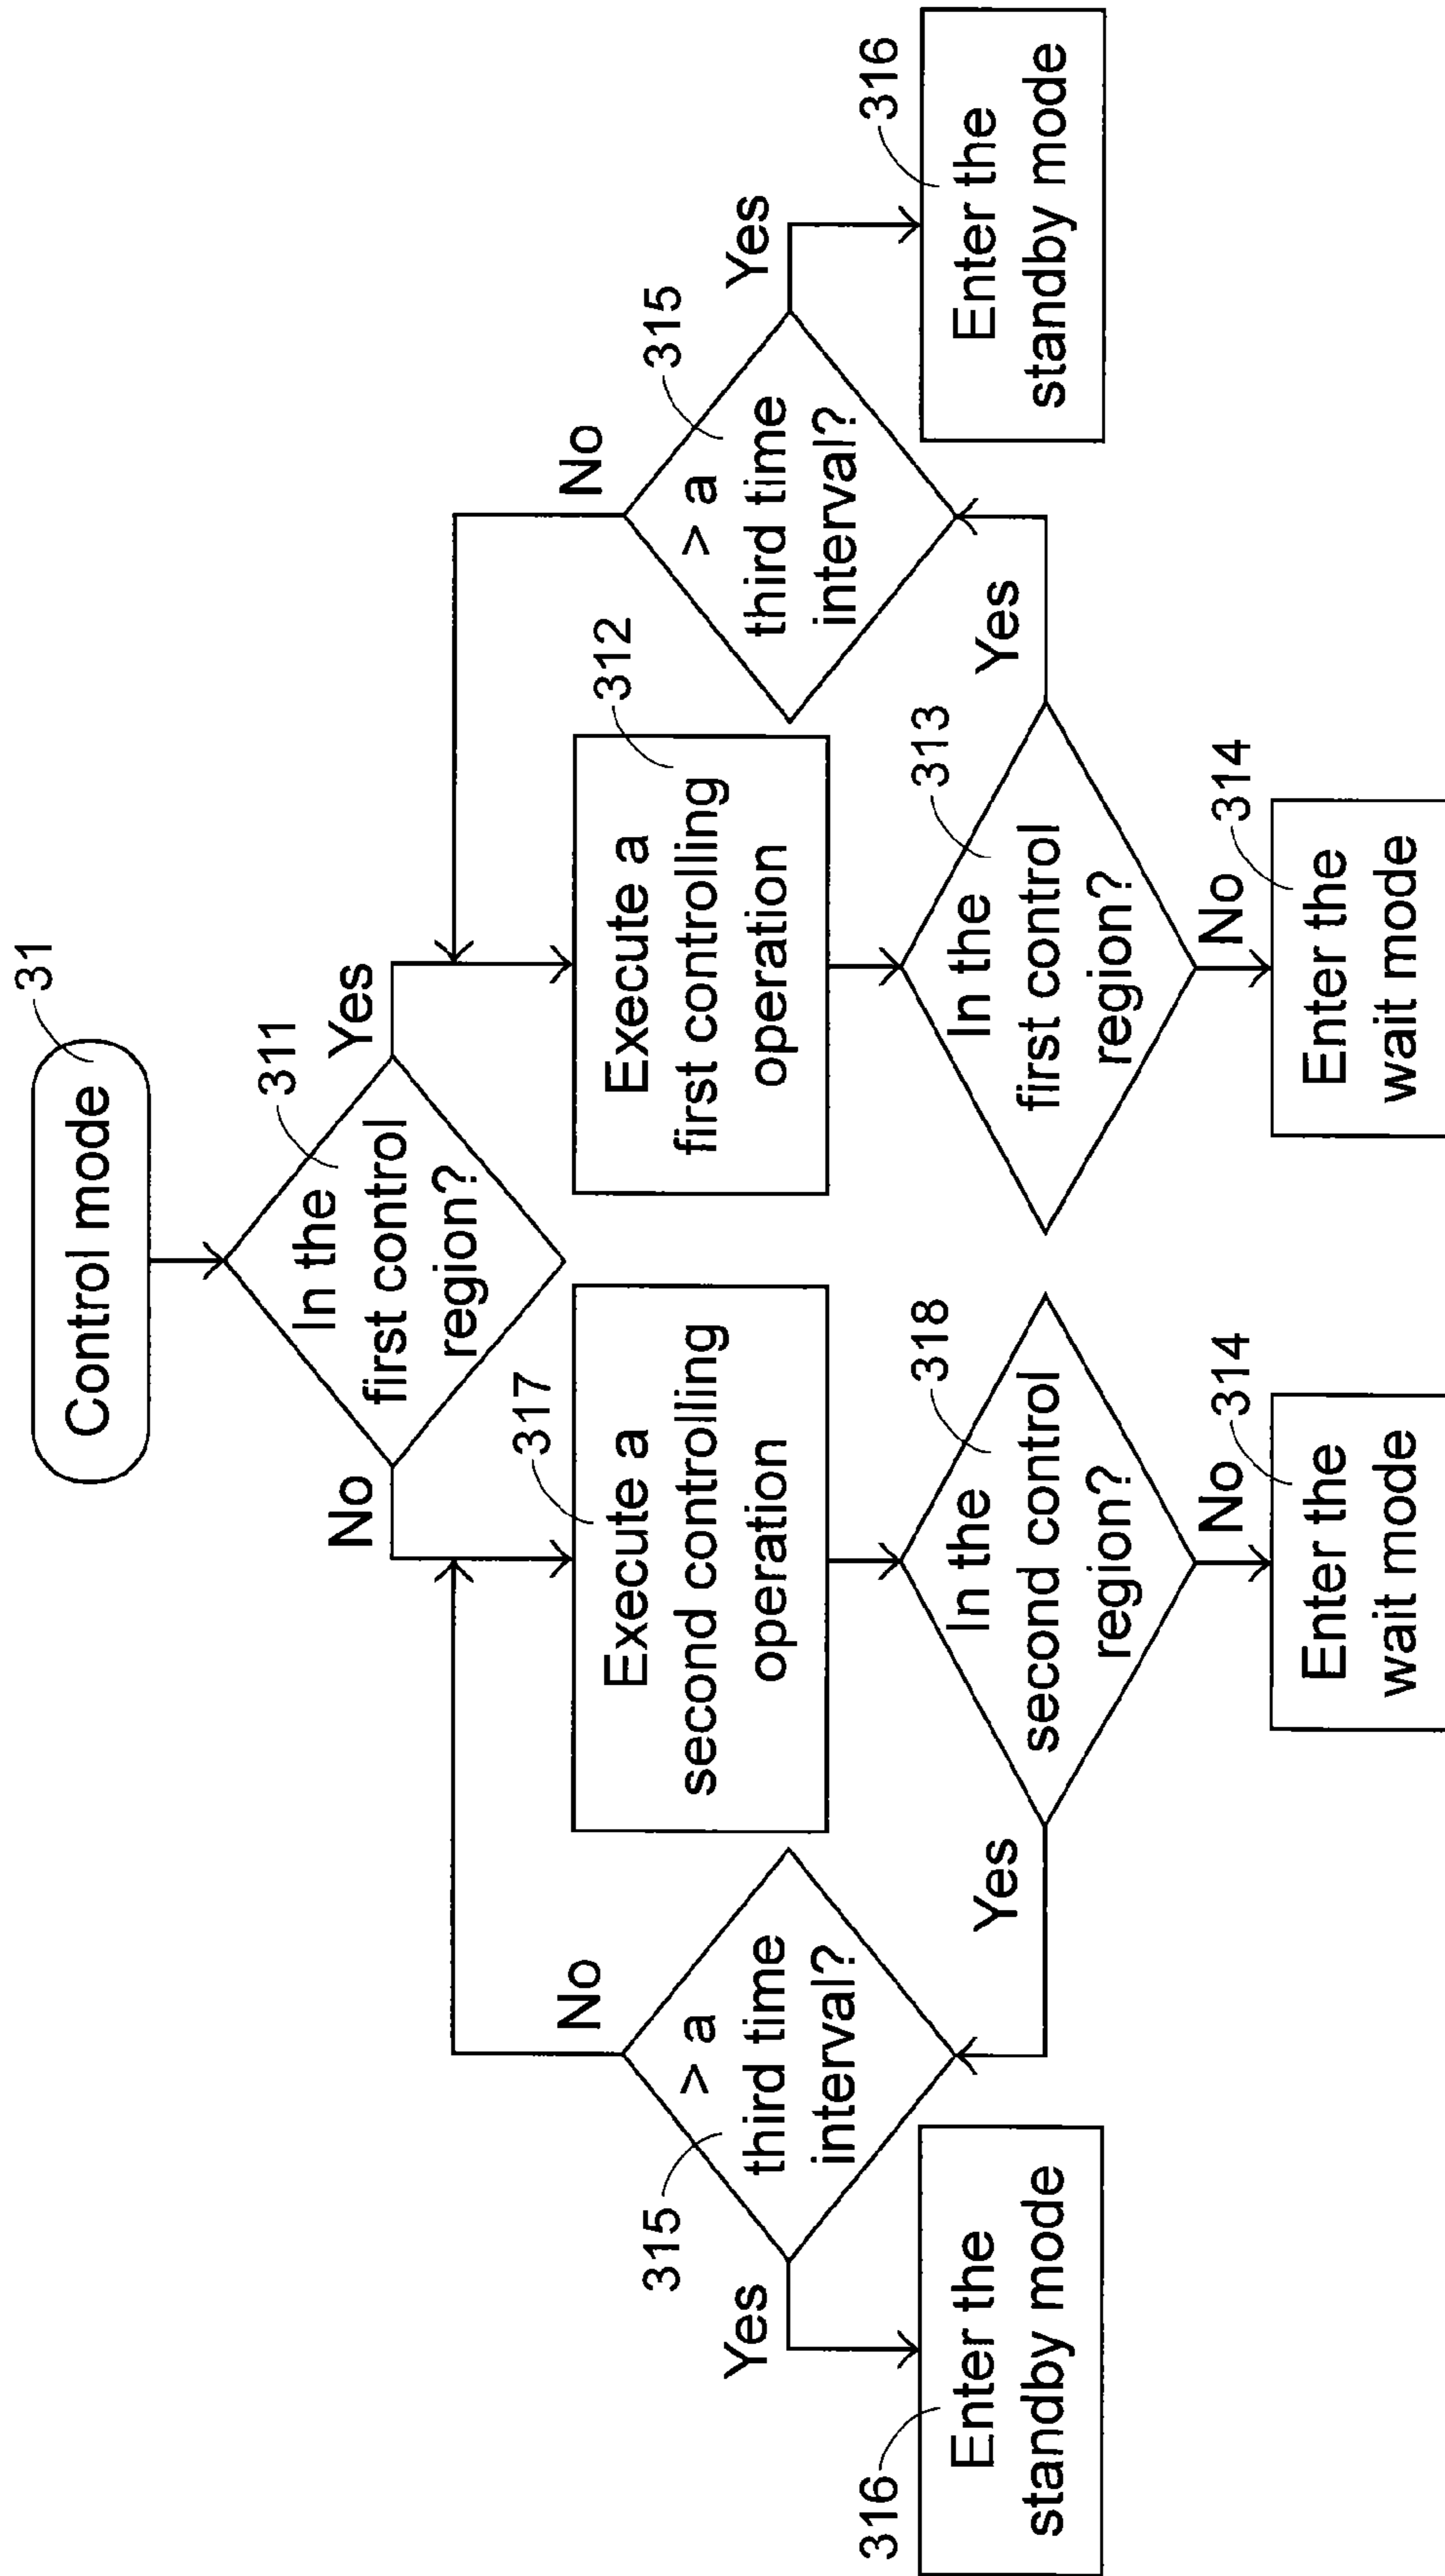 31
Control mode
311
In the
first control
region?
No
Yes
317
Execute a
second controlling
operation
312
Execute a
first controlling
operation
No
315
> a
third time
interval?
Yes
316
Enter the
standby mode
No
315
> a
third time
interval?
Yes
316
Enter the
standby mode
318
In the
second control
region?
Yes
No
314
Enter the
wait mode
313
In the
first control
region?
Yes
No
314
Enter the
wait mode